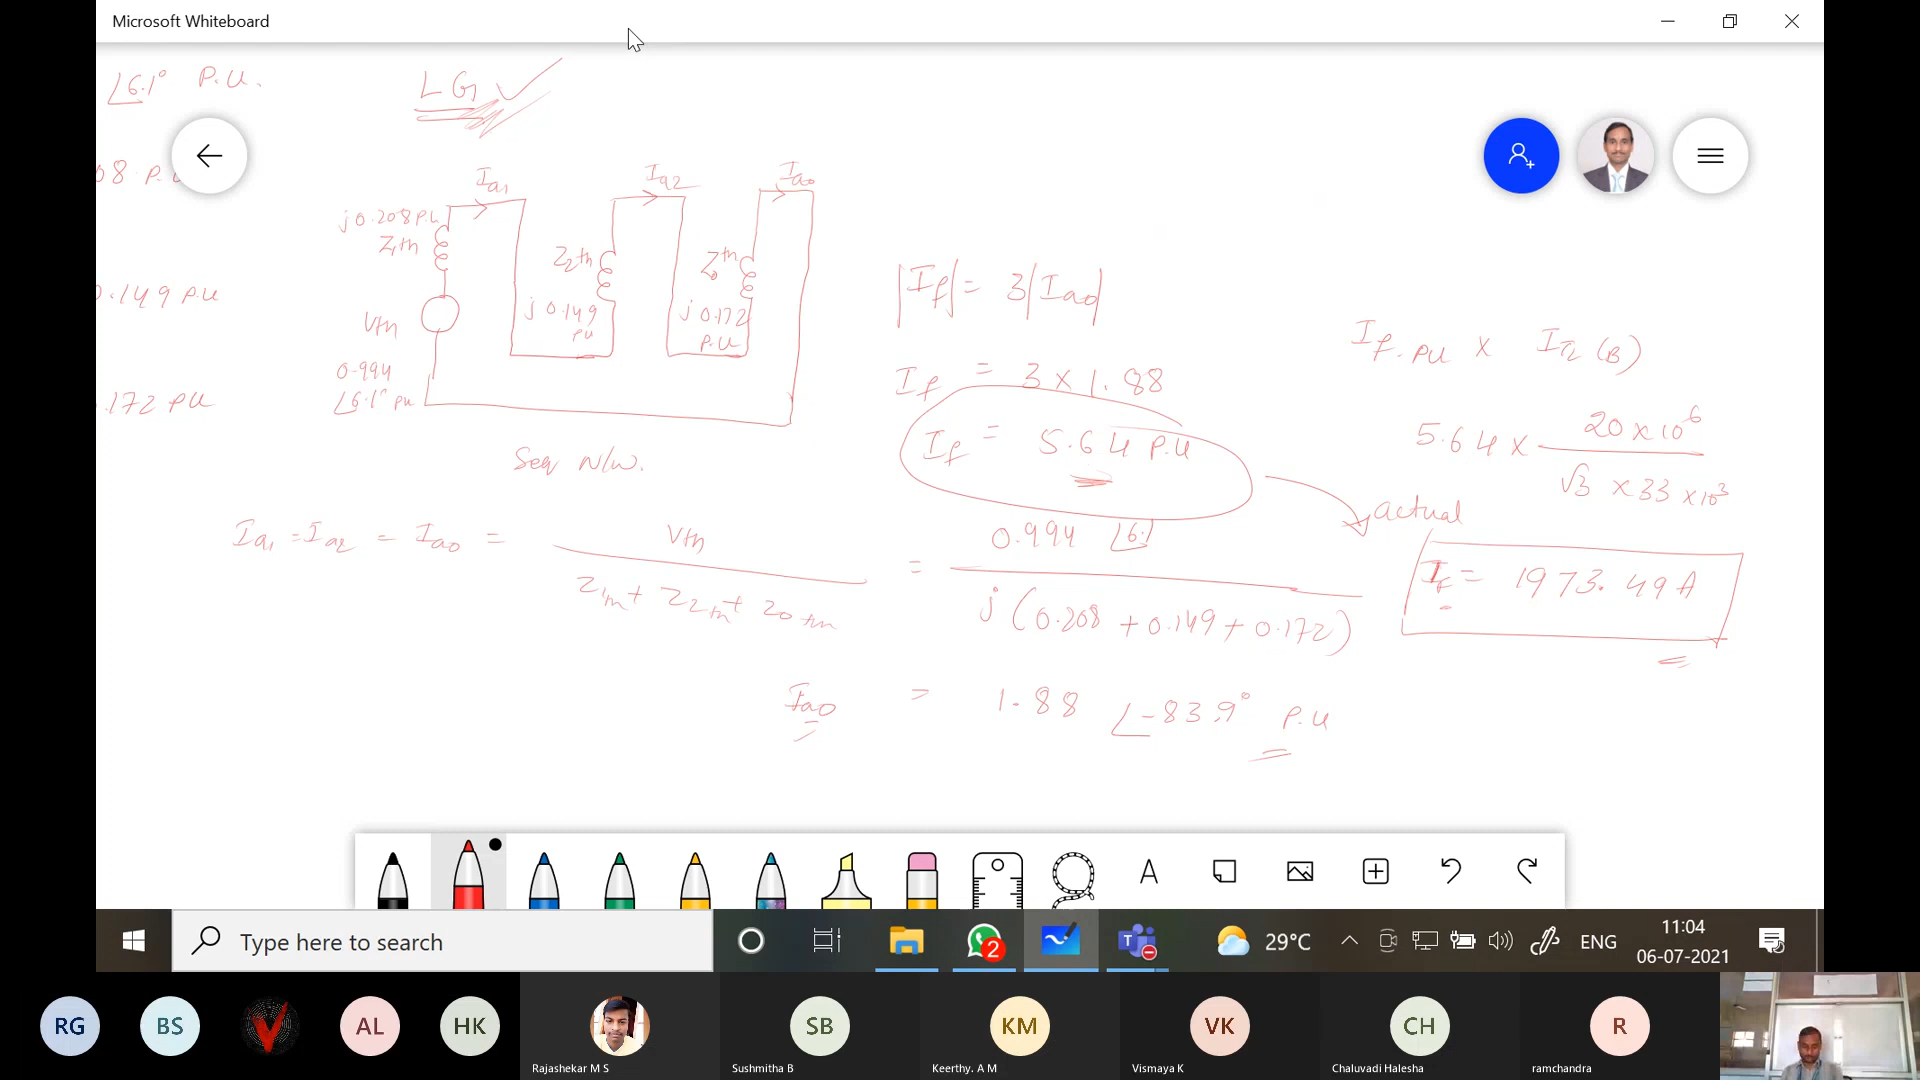 Microsoft Whiteboard
∠6.1° P.U.
LG ✓
08 P.U
0.149 PU
.172 PU
Ia1
Ia2
Ia0
j0.208 P.U
Z1th
Z2th
Z0th
j 0.149 PU
j 0.172 P.U
Vth
0.994 ∠6.1° PU
Seq N/W.
Ia1 = Ia2 = Ia0 = Vth / (Z1th + Z2th + Z0th) = 0.994 ∠6.1 / j(0.208 + 0.149 + 0.172)
Ia0 = 1.88 ∠-83.9° P.U
|If| = 3|Ia0|
If = 3 x 1.88
If = 5.64 P.U
If.PU x (B)
5.64 x 20 x 10^6 / √3 x 33 x 10^3
actual
If = 1973.49 A
A
Type here to search
2
T
29°C
ENG
11:04
06-07-2021
RG
BS
AL
HK
SB
KM
VK
CH
R
Rajashekar M S
Sushmitha B
Keerthy. A M
Vismaya K
Chaluvadi Halesha
ramchandra